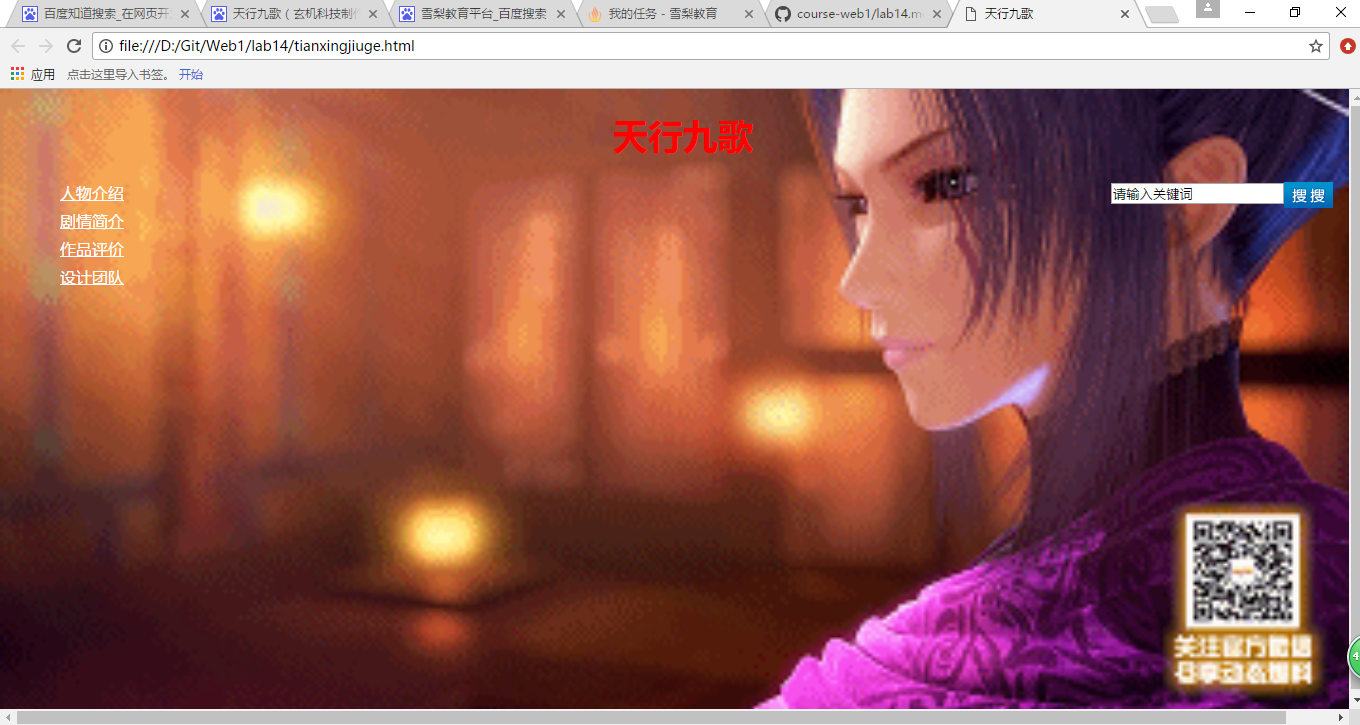 百度知道搜索_在网页开
天行九歌（玄机科技制作
雪梨教育平台_百度搜索
我的任务 - 雪梨教育
course-web1/lab14.m
天行九歌
file:///D:/Git/Web1/lab14/tianxingjiuge.html
应用 点击这里导入书签。 开始
天行九歌
人物介绍
剧情简介
作品评价
设计团队
请输入关键词 搜 搜
关注官方微信
4